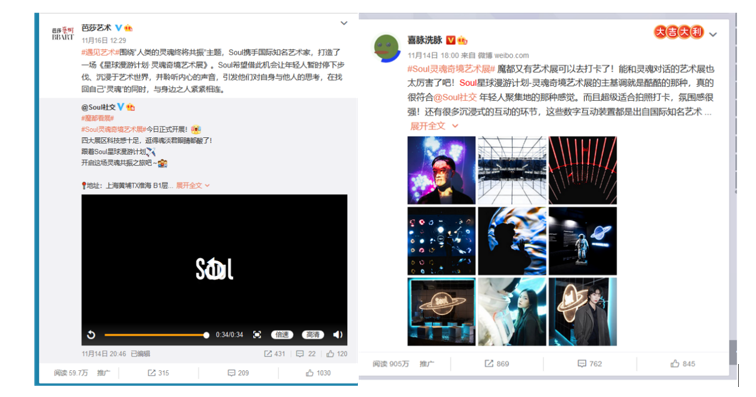 芭莎艺术
11月16日 12:29
#遇见艺术#围绕“人类的灵魂终将共振”主题，Soul携手国际知名艺术家，打造了
一场《星球漫游计划·灵魂奇境艺术展》。Soul希望借此机会让年轻人暂时停下步
伐、沉浸于艺术世界，并聆听内心的声音，引发他们对自身与他人的思考，在找
回自己‘灵魂’的同时，与身边之人紧紧相连。
@Soul社交
#魔都看展#
#Soul灵魂奇境艺术展#今日正式开展！
四大展区科技感十足，逛得魂淡君眼睛都酸了！
跟着Soul星球漫游计划
开启这场灵魂共振之旅吧~
地址：上海黄埔TX淮海 B1层... 展开全文
Soul
0:34/0:34 倍速 高清
11月14日 20:46 已编辑 431 22 120
阅读 59.7万 推广 315 209 1030
喜脉洗脉
大吉大利
11月14日 18:00 来自 微博 weibo.com
#Soul灵魂奇境艺术展# 魔都又有艺术展可以去打卡了！能和灵魂对话的艺术展也
太厉害了吧！Soul星球漫游计划-灵魂奇境艺术展的主基调就是酷酷的那种，真的
很符合@Soul社交 年轻人聚集地的那种感觉。而且超级适合拍照打卡，氛围感很
强！还有很多沉浸式的互动的环节，这些数字互动装置都是出自国际知名艺术 ...
展开全文
阅读 905万 推广 869 762 845